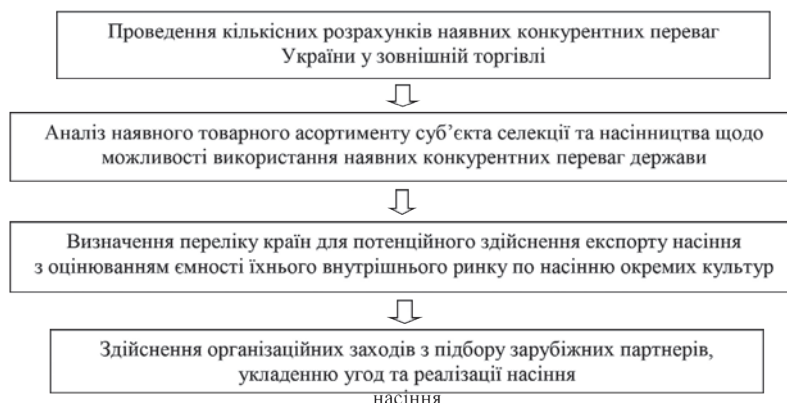 Проведення кількісних розрахунків наявних конкурентних переваг
України у зовнішній торгівлі
Аналіз наявного товарного асортименту суб’єкта селекції та насінництва щодо
можливості використання наявних конкурентних переваг держави
Визначення переліку країн для потенційного здійснення експорту насіння
з оцінюванням ємності їхнього внутрішнього ринку по насінню окремих культур
Здійснення організаційних заходів з підбору зарубіжних партнерів,
укладенню угод та реалізації насіння
насіння